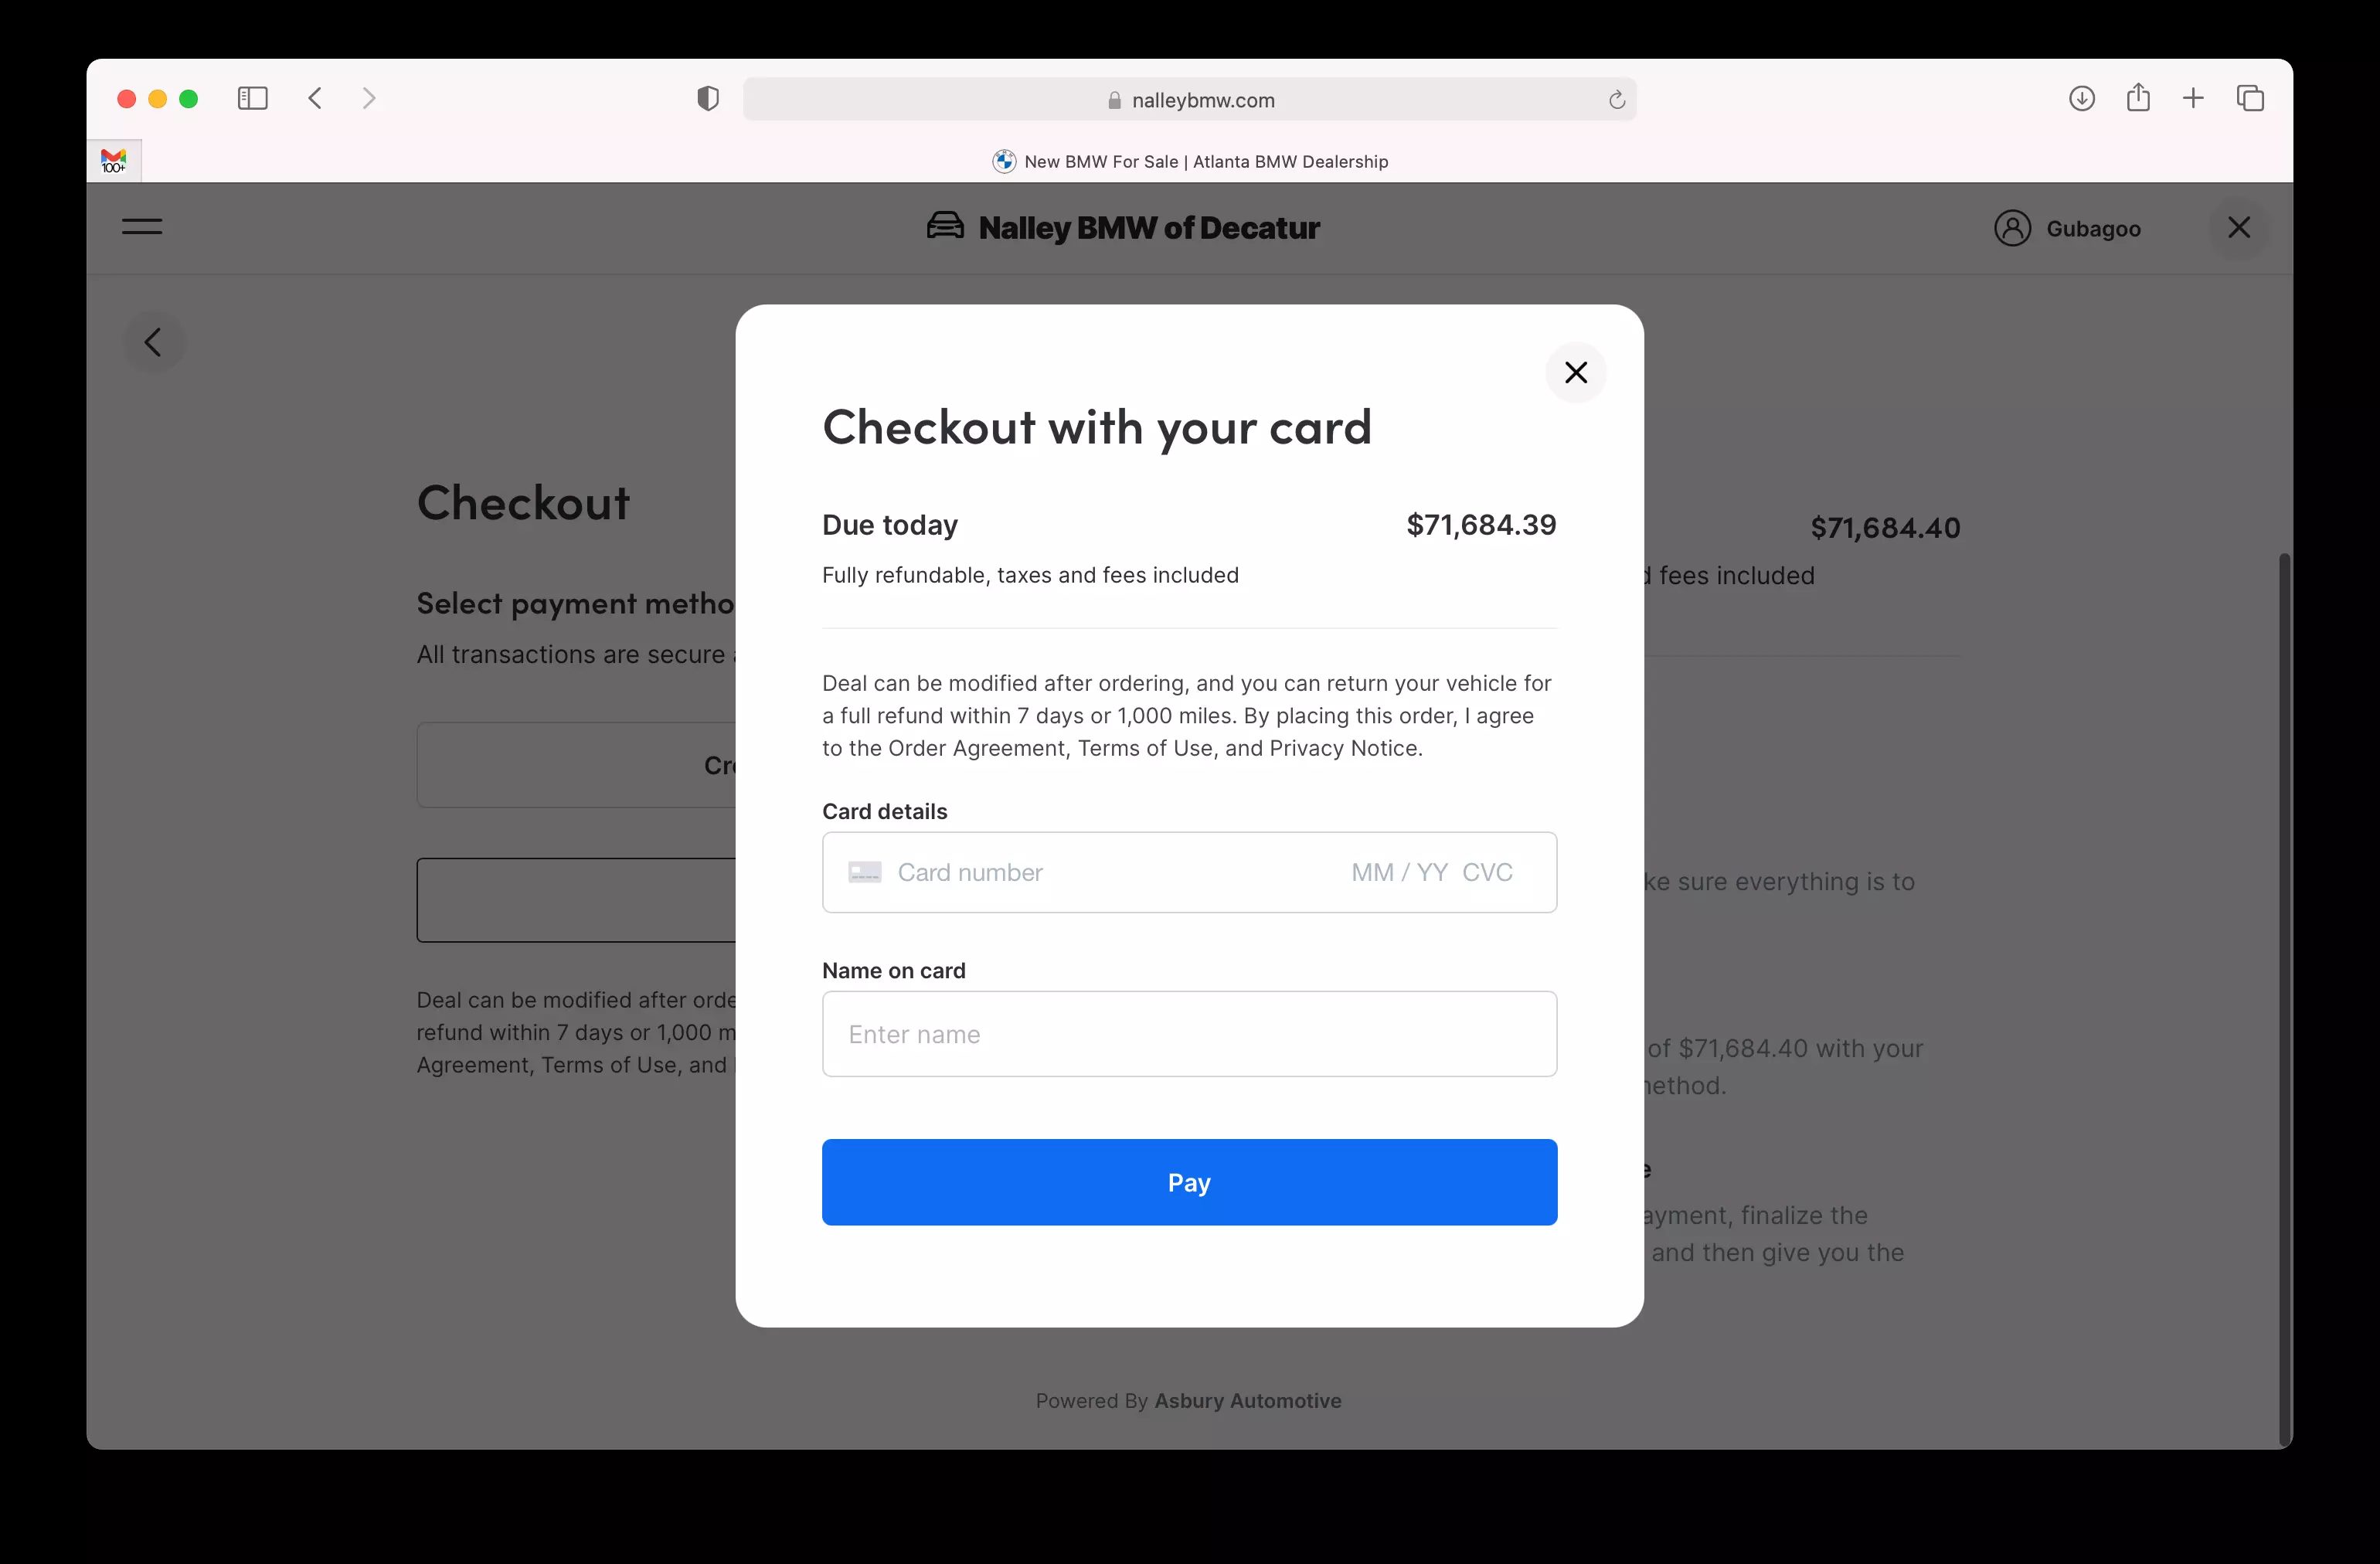 nalleybmw.com
100+
New BMW For Sale | Atlanta BMW Dealership
Nalley BMW of Decatur
Gubagoo
Checkout
Select payment
All transactions are secure
Deal can be modified after
refund within 7 days or 1,000
Agreement, Terms of Use, and
Checkout with your card
Due today $71,684.39
Fully refundable, taxes and fees included
Deal can be modified after ordering, and you can return your vehicle for
a full refund within 7 days or 1,000 miles. By placing this order, I agree
to the Order Agreement, Terms of Use, and Privacy Notice.
Card details
Card number MM / YY CVC
Name on card
Enter name
Pay
$71,684.40
fees included
sure everything is to
of $71,684.40 with your
finalize the
and then give you the
Powered By Asbury Automotive